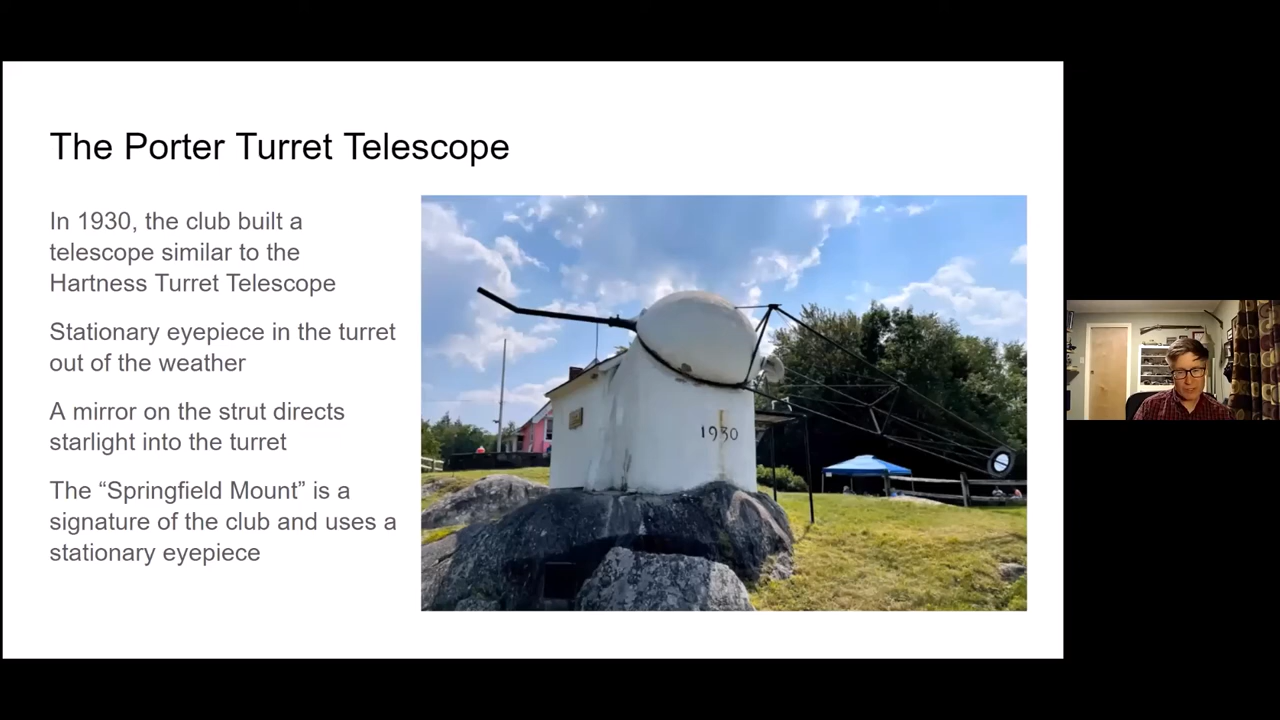 The Porter Turret Telescope
In 1930, the club built a
telescope similar to the
Hartness Turret Telescope
Stationary eyepiece in the turret
out of the weather
A mirror on the strut directs
starlight into the turret
The “Springfield Mount” is a
signature of the club and uses a
stationary eyepiece
1930